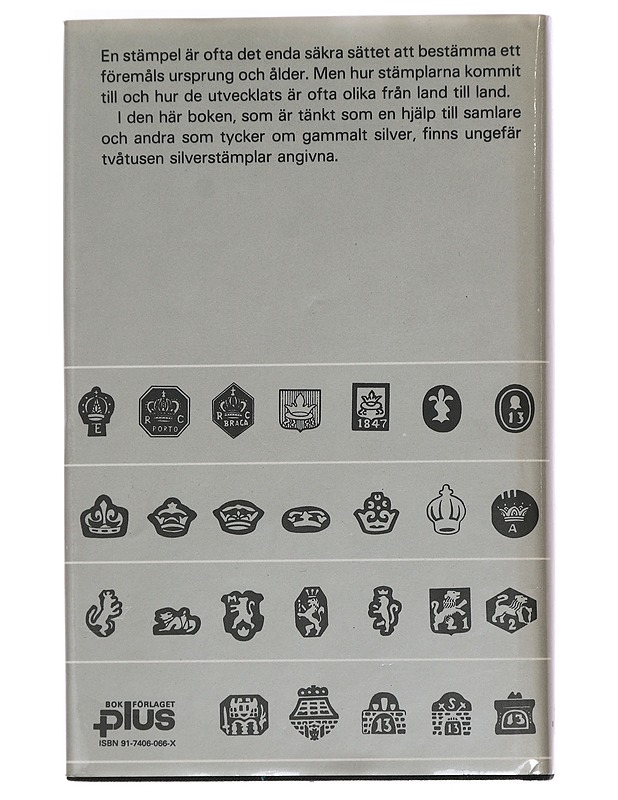 En stämpel är ofta det enda säkra sättet att bestämma ett
föremåls ursprung och ålder. Men hur stämplarna kommit
till och hur de utvecklats är ofta olika från land till land.
I den här boken, som är tänkt som en hjälp till samlare
och andra som tycker om gammalt silver, finns ungefär
tvåtusen silverstämplar angivna.
E
R C
PORTO
R C
BRAGA
1847
13
A
M
21
2
BOK FÖRLAGET
plus
ISBN 91-7406-066-X
13
S
13
13